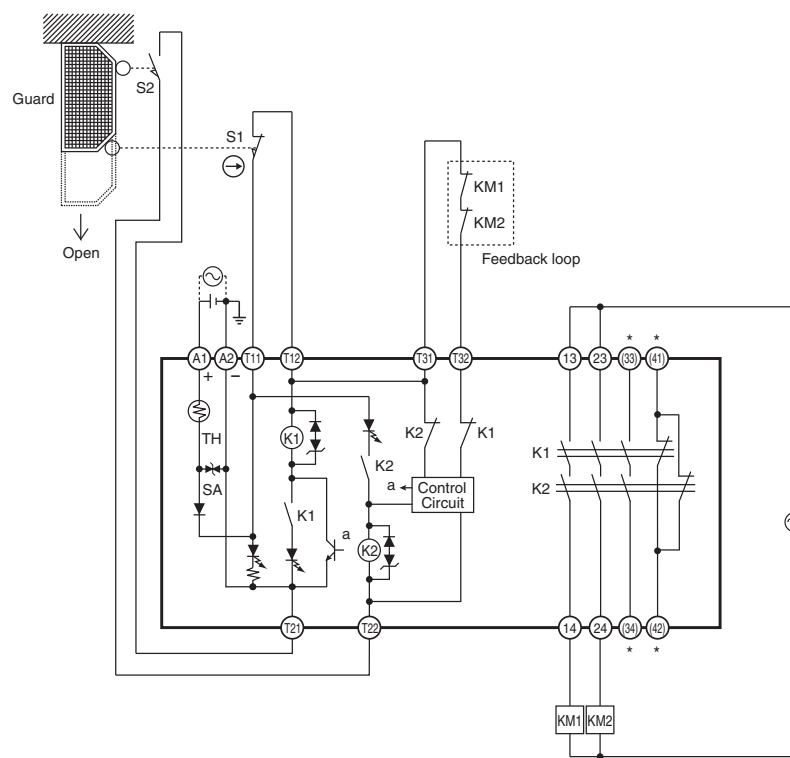 Guard
S2
S1
KM1
KM2
Feedback loop
Open
A1 A2 T11 T12 T31 T32 13 23 (33) (41)
* *
+ −
TH
SA
K1
K2
K2 K1
K1
a
Control
Circuit
K1
a
K2
K1
K2
T21 T22 14 24 (34) (42)
* *
KM1 KM2